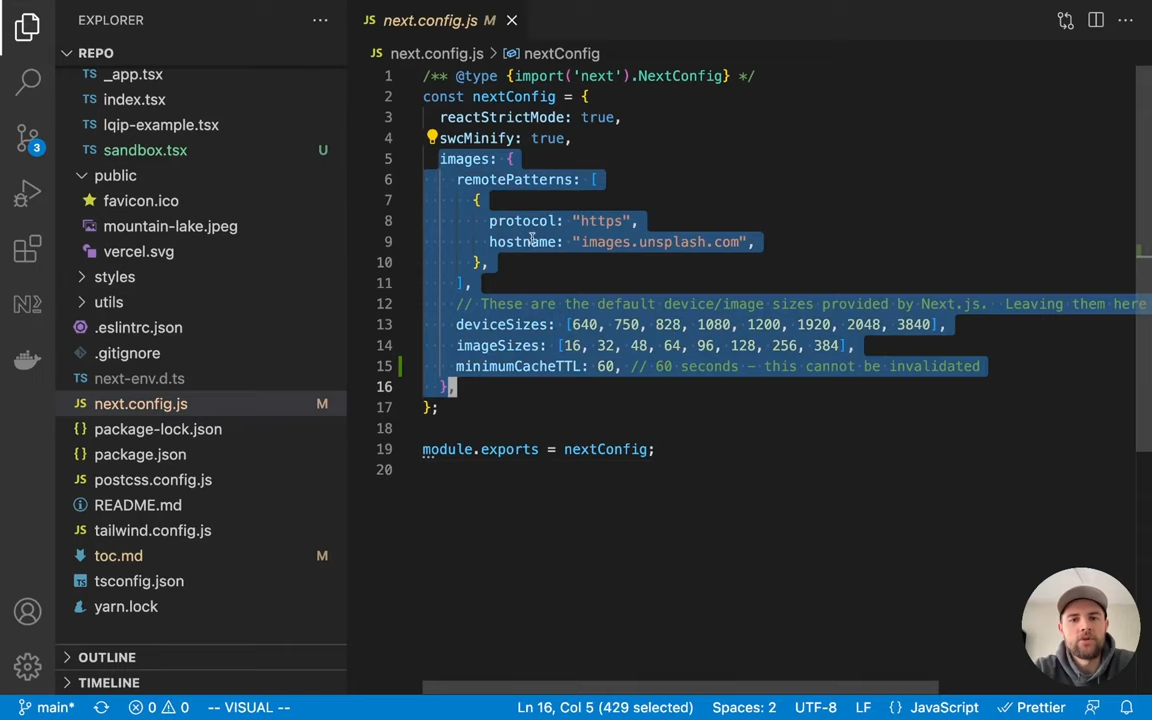 EXPLORER
REPO
_app.tsx
index.tsx
lqip-example.tsx
sandbox.tsx U
public
favicon.ico
mountain-lake.jpeg
vercel.svg
styles
utils
.eslintrc.json
.gitignore
next-env.d.ts
JS next.config.js M
{} package-lock.json
{} package.json
JS postcss.config.js
README.md
JS tailwind.config.js
toc.md M
tsconfig.json
yarn.lock
OUTLINE
TIMELINE
3
JS next.config.js M
JS next.config.js > nextConfig
1 /** @type {import('next').NextConfig} */
2 const nextConfig = {
3 reactStrictMode: true,
4 swcMinify: true,
5 images: {
6 remotePatterns: [
7 {
8 protocol: "https",
9 hostname: "images.unsplash.com",
10 },
11 ],
12 // These are the default device/image sizes provided by Next.js. Leaving them here
13 deviceSizes: [640, 750, 828, 1080, 1200, 1920, 2048, 3840],
14 imageSizes: [16, 32, 48, 64, 96, 128, 256, 384],
15 minimumCacheTTL: 60, // 60 seconds - this cannot be invalidated
16 },
17 };
18
19 module.exports = nextConfig;
20
main* 0 0 -- VISUAL -- Ln 16, Col 5 (429 selected) Spaces: 2 UTF-8 LF {} JavaScript Prettier